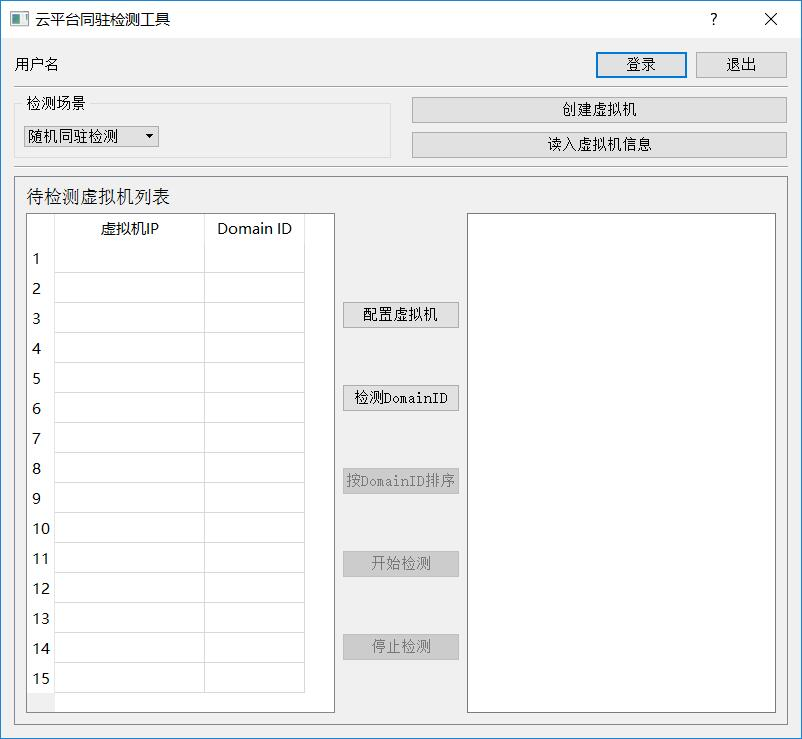 云平台同驻检测工具
?
用户名
登录
退出
检测场景
随机同驻检测
创建虚拟机
读入虚拟机信息
待检测虚拟机列表
虚拟机IP
Domain ID
1
2
3
4
5
6
7
8
9
10
11
12
13
14
15
配置虚拟机
检测DomainID
按DomainID排序
开始检测
停止检测